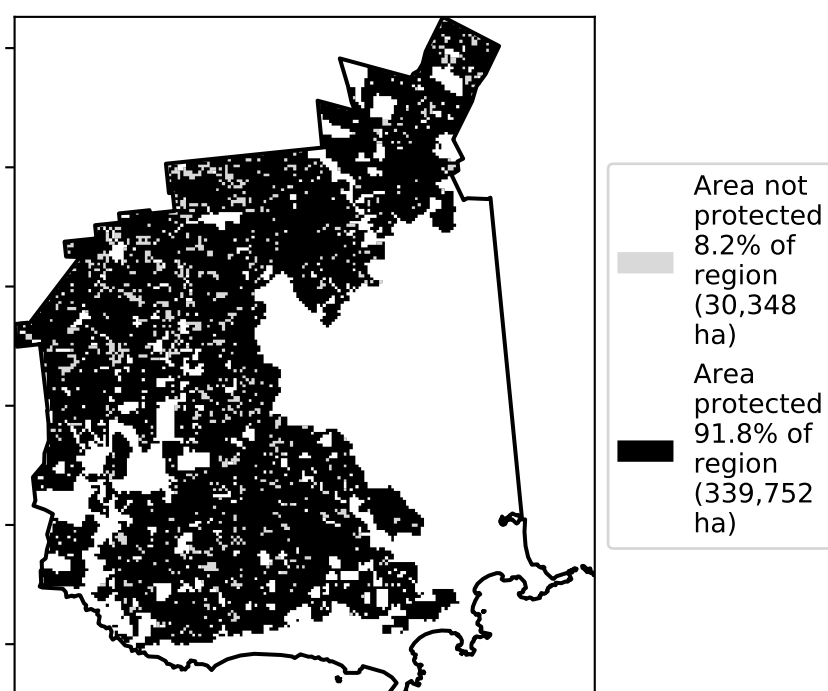 Area not
protected
8.2% of
region
(30,348
ha)
Area
protected
91.8% of
region
(339,752
ha)